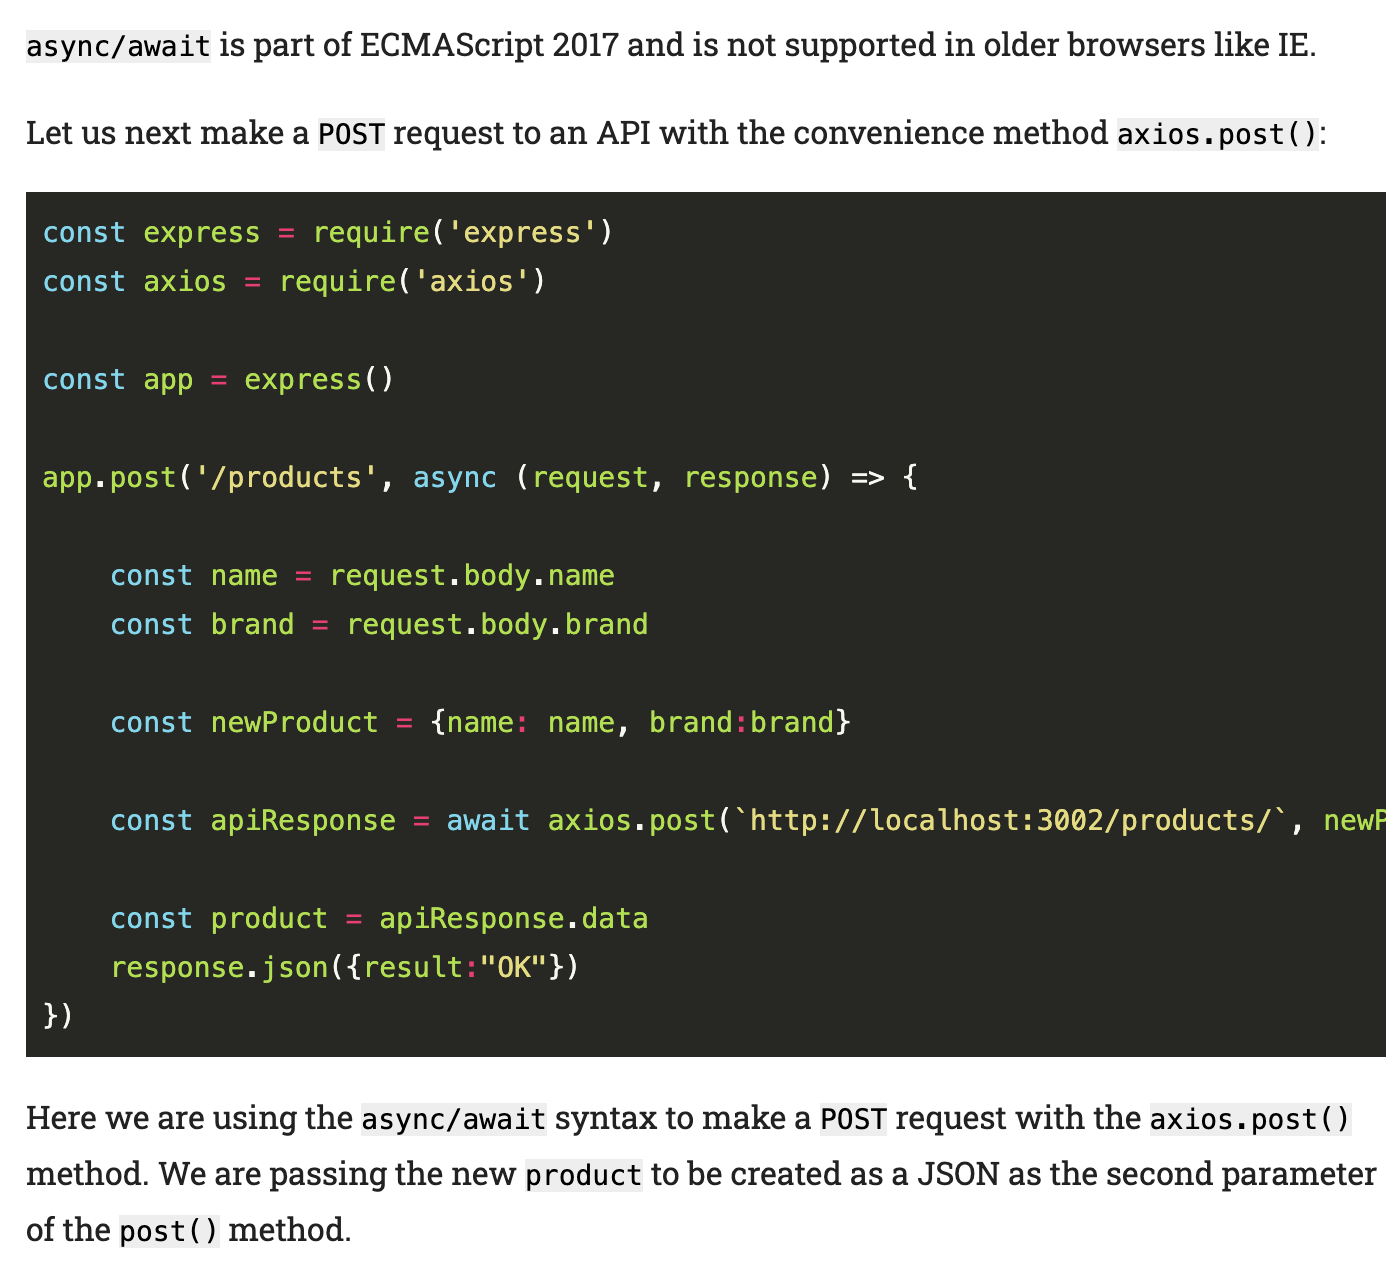 async/await is part of ECMAScript 2017 and is not supported in older browsers like IE.
Let us next make a POST request to an API with the convenience method axios.post():
const express = require('express')
const axios = require('axios')
const app = express()
app.post('/products', async (request, response) => {
    const name = request.body.name
    const brand = request.body.brand
    const newProduct = {name: name, brand:brand}
    const apiResponse = await axios.post(`http://localhost:3002/products/`, newP
    const product = apiResponse.data
    response.json({result:"OK"})
})
Here we are using the async/await syntax to make a POST request with the axios.post()
method. We are passing the new product to be created as a JSON as the second parameter
of the post() method.